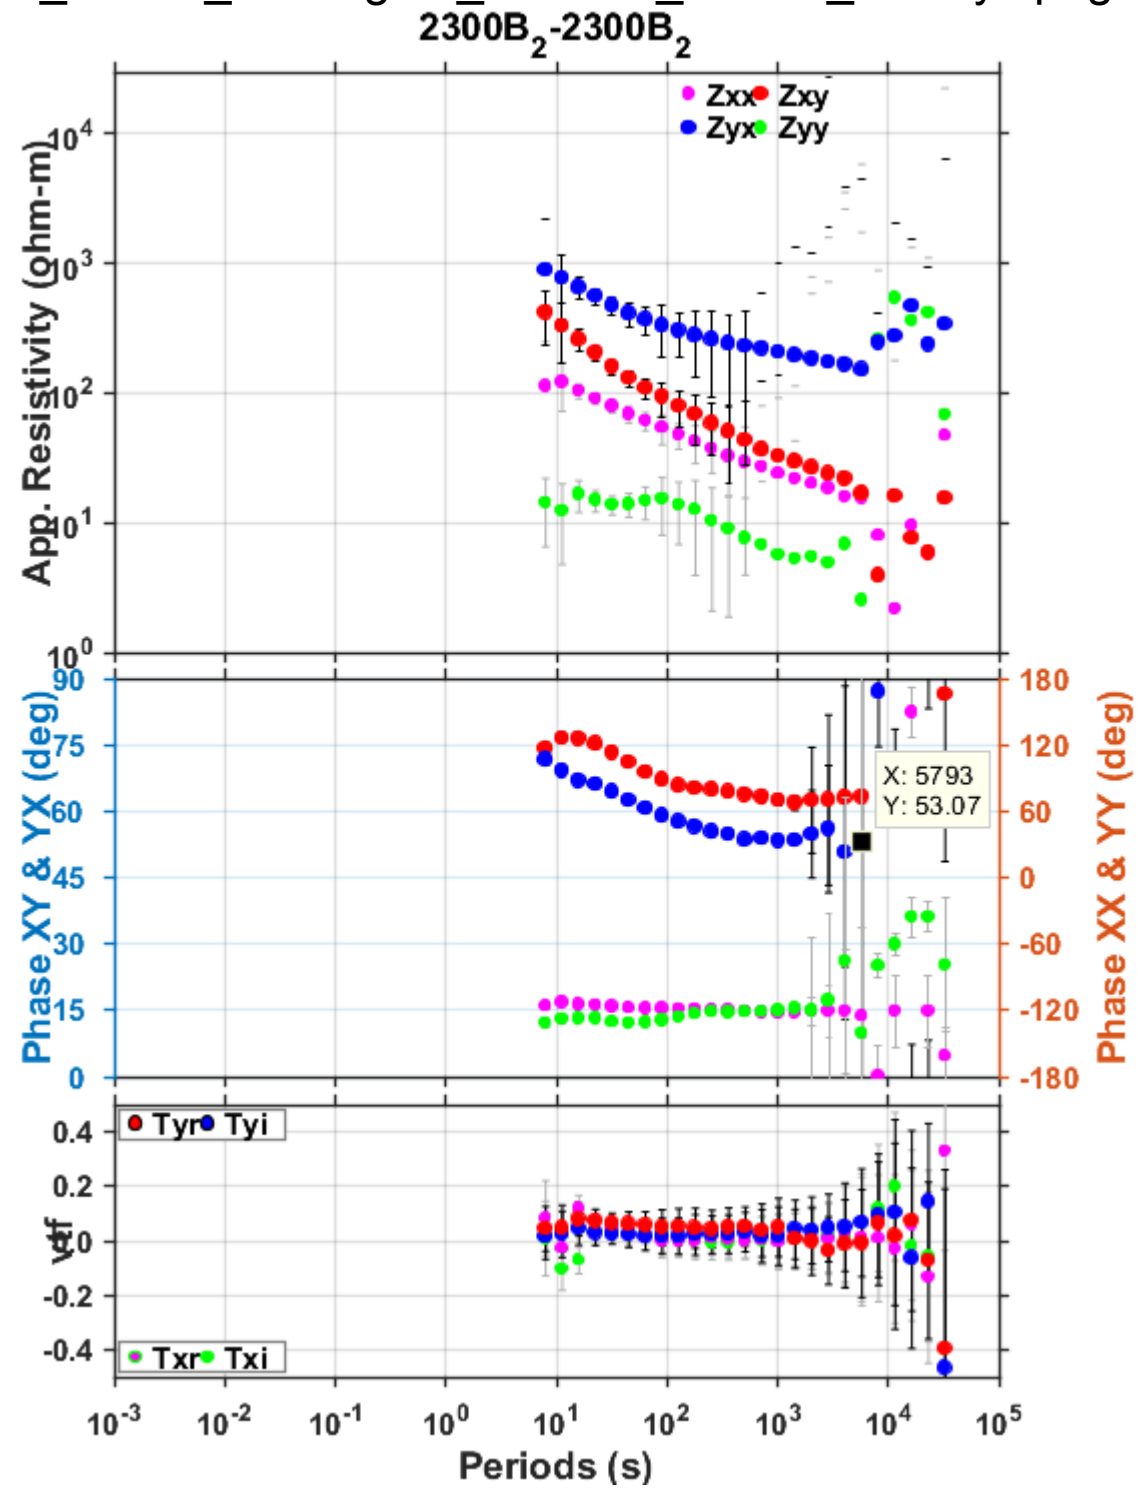 2300B2-2300B2
Zxx Zxy
Zyx Zyy
App. Resistivity (ohm-m)
10^4
10^3
10^2
10^1
10^0
Phase XY & YX (deg)
90
75
60
45
30
15
0
X: 5793
Y: 53.07
180
120
60
0
-60
-120
-180
Phase XX & YY (deg)
Tyr Tyi
vtf
0.4
0.2
0.0
-0.2
-0.4
Txr Txi
10^-3 10^-2 10^-1 10^0 10^1 10^2 10^3 10^4 10^5
Periods (s)